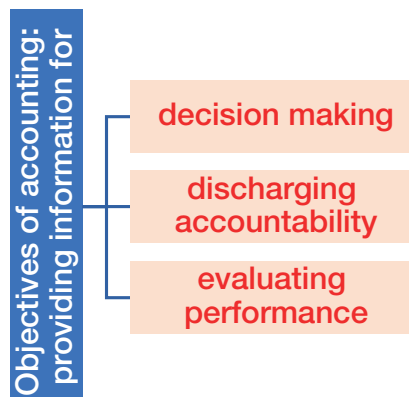 Objectives of accounting:
providing information for
decision making
discharging
accountability
evaluating
performance